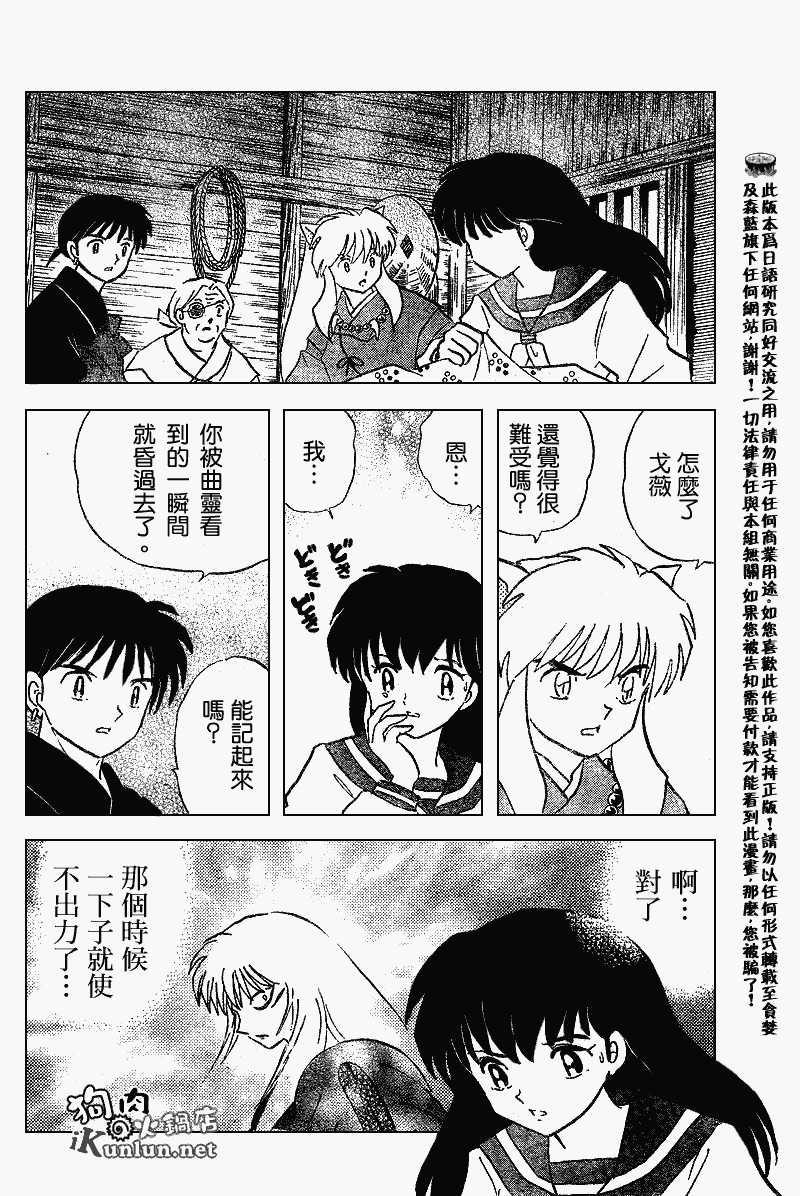 怎麼了
戈薇
還覺得很
難受嗎？
恩…
我…
どき
どき
どき
どき
你被曲靈看
到的一瞬間
就昏過去了。
能記起來
嗎？
啊…
對了
那個時候
一下子就使
不出力了…
此版本爲日語研究同好交流之用，請勿用于任何商業用途。如您喜歡此作品，請支持正版！請勿以任何形式轉載至貪婪
及森藍旗下任何網站，謝謝！一切法律責任與本組無關。如果您被告知需要付款才能看到此漫畫，那麼，您被騙了！
狗肉
火鍋店
iKunlun.net